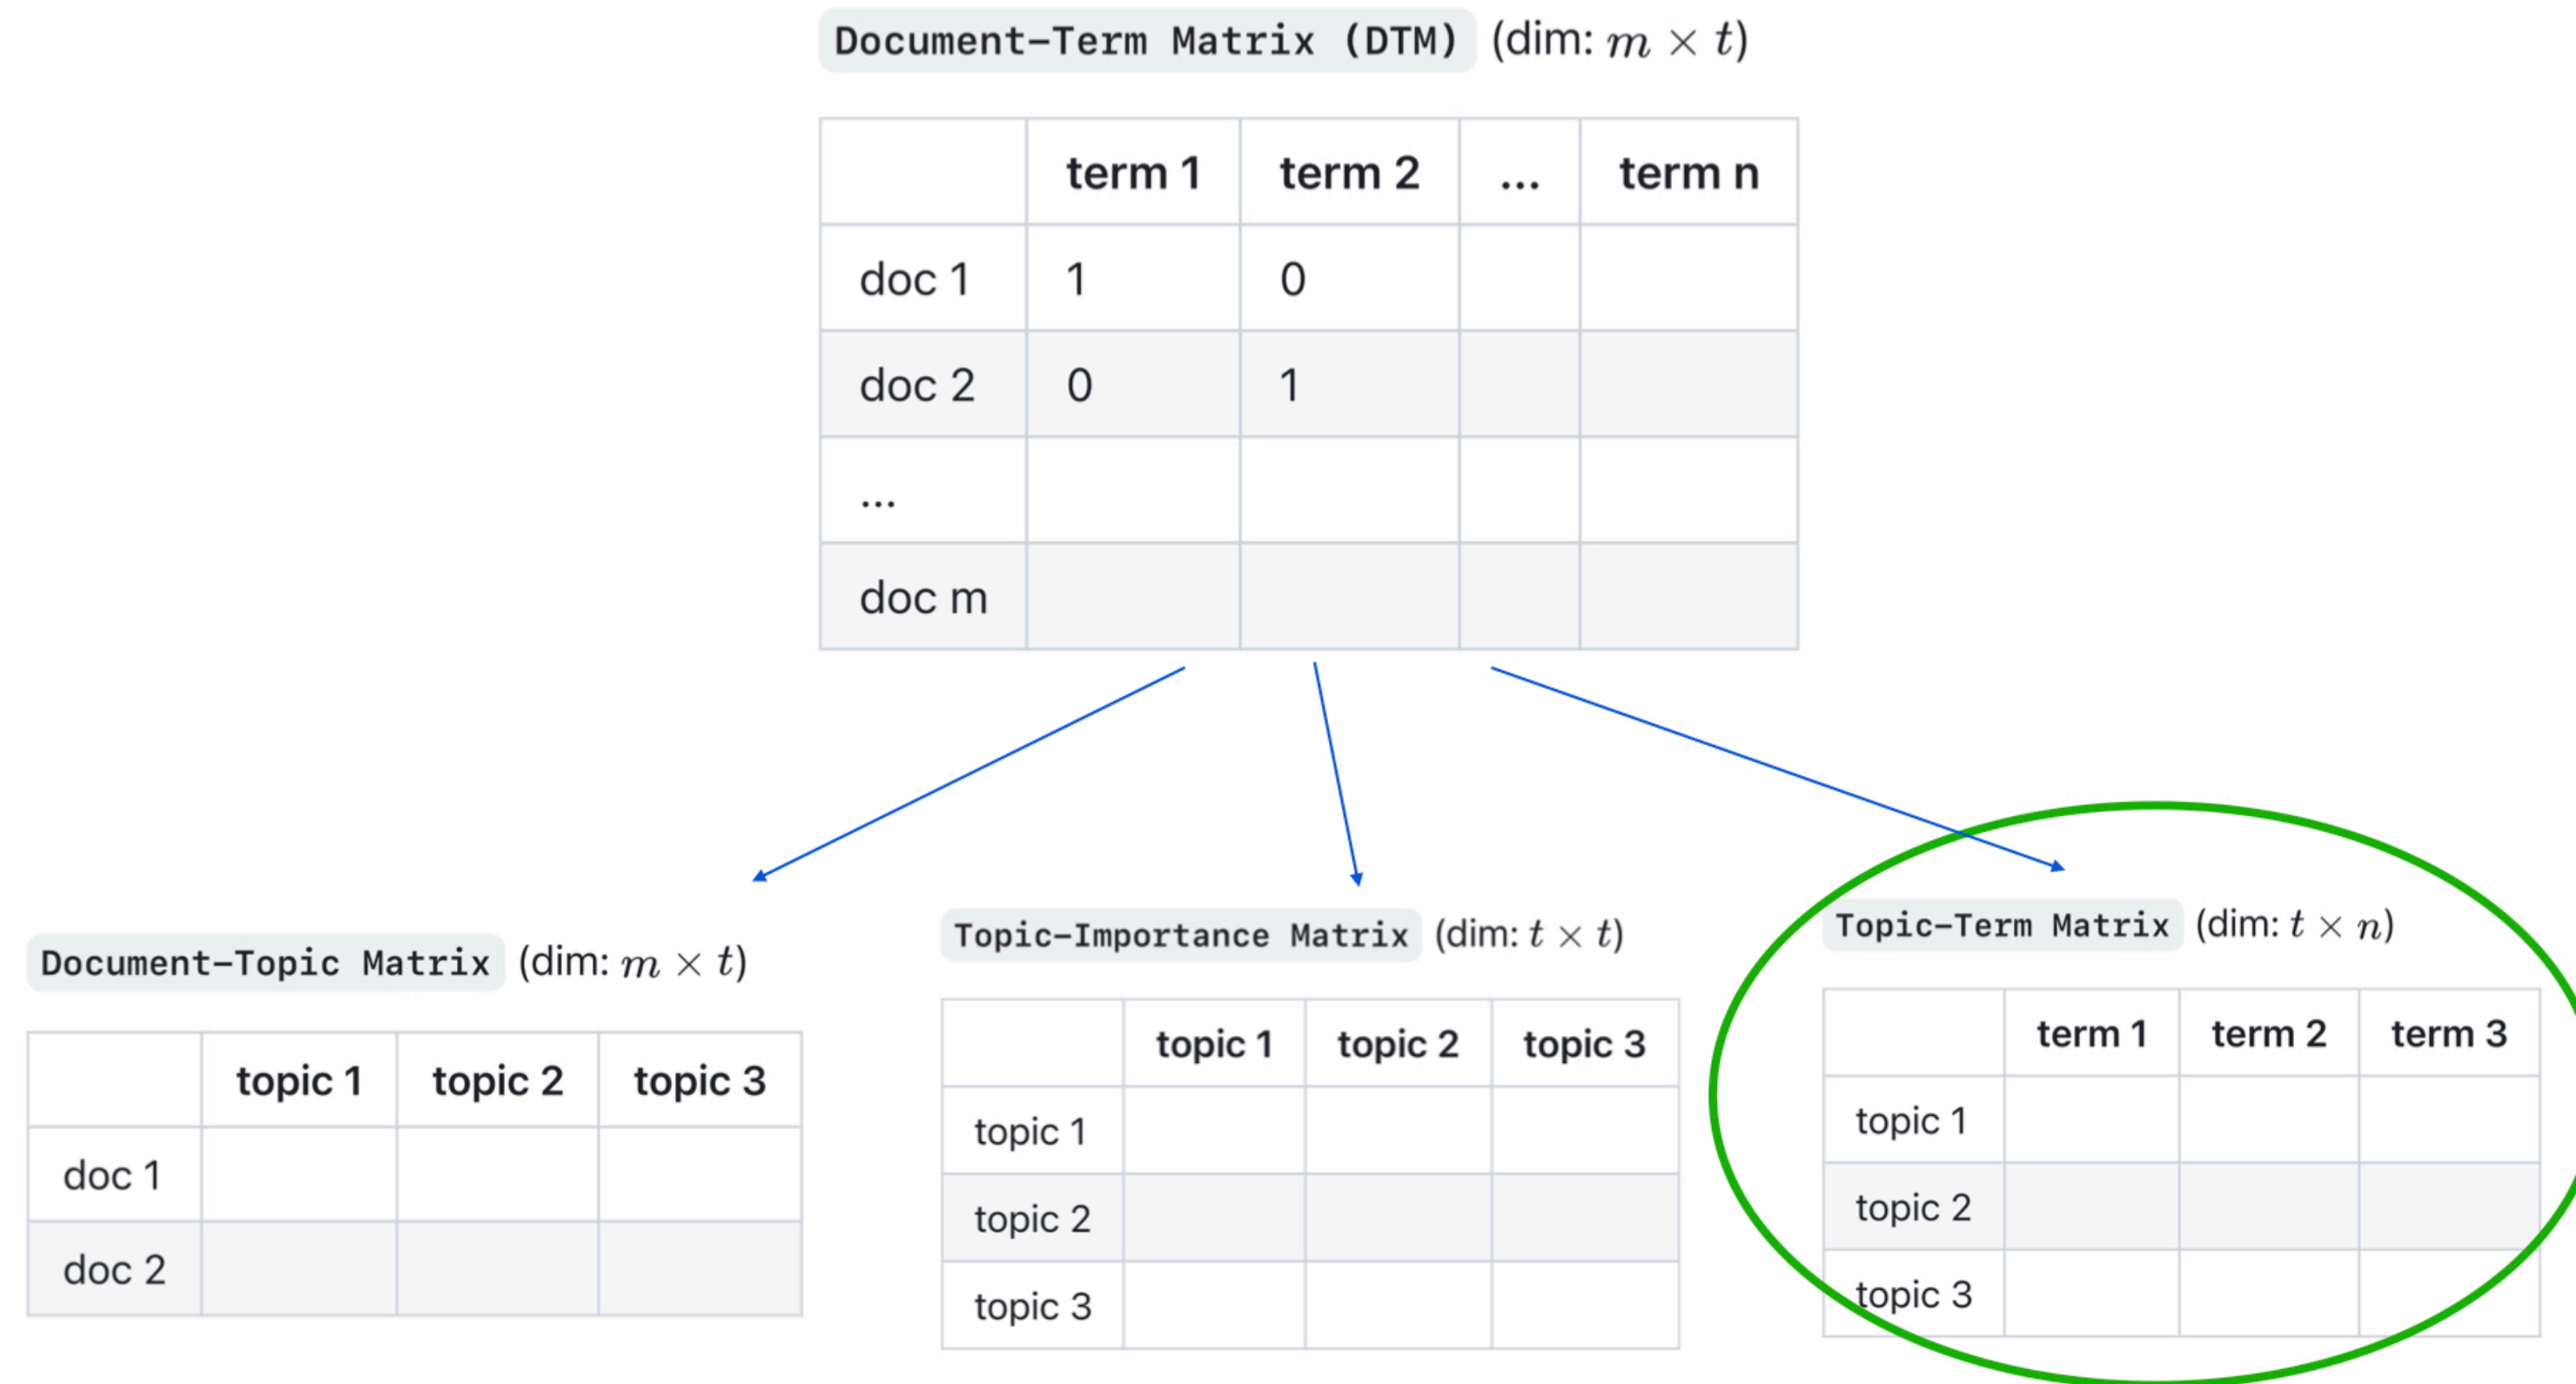 Document-Term Matrix (DTM) (dim: m × t)
term 1 term 2 ... term n
doc 1 1 0
doc 2 0 1
...
doc m
Document-Topic Matrix (dim: m × t)
topic 1 topic 2 topic 3
doc 1
doc 2
Topic-Importance Matrix (dim: t × t)
topic 1 topic 2 topic 3
topic 1
topic 2
topic 3
Topic-Term Matrix (dim: t × n)
term 1 term 2 term 3
topic 1
topic 2
topic 3